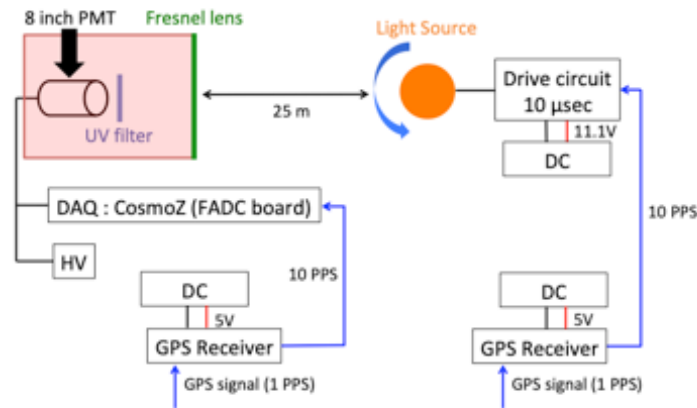 8 inch PMT
Fresnel lens
Light Source
UV filter
25 m
Drive circuit
10 μsec
11.1V
DC
DAQ : CosmoZ (FADC board)
HV
10 PPS
10 PPS
DC
5V
GPS Receiver
GPS signal (1 PPS)
DC
5V
GPS Receiver
GPS signal (1 PPS)